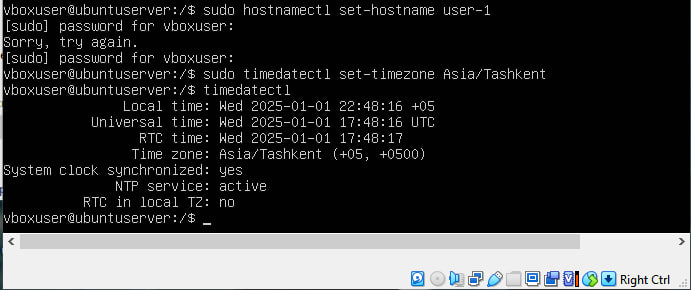 vboxuser@ubuntuserver:/$ sudo hostnamectl set-hostname user-1
[sudo] password for vboxuser:
Sorry, try again.
[sudo] password for vboxuser:
vboxuser@ubuntuserver:/$ sudo timedatectl set-timezone Asia/Tashkent
vboxuser@ubuntuserver:/$ timedatectl
Local time: Wed 2025-01-01 22:48:16 +05
Universal time: Wed 2025-01-01 17:48:16 UTC
RTC time: Wed 2025-01-01 17:48:17
Time zone: Asia/Tashkent (+05, +0500)
System clock synchronized: yes
NTP service: active
RTC in local TZ: no
vboxuser@ubuntuserver:/$ _
Right Ctrl